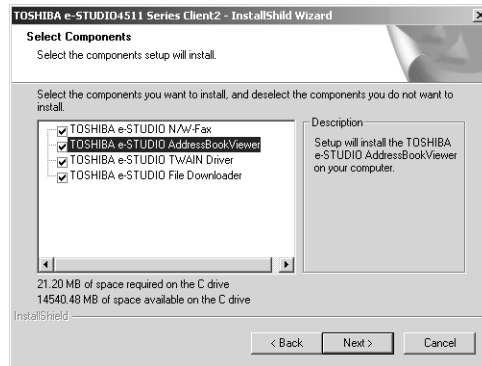 TOSHIBA e-STUDIO4511 Series Client2 - InstallShild Wizard
Select Components
Select the components setup will install.
Select the components you want to install, and deselect the components you do not want to
install.
TOSHIBA e-STUDIO N/W-Fax
TOSHIBA e-STUDIO AddressBookViewer
TOSHIBA e-STUDIO TWAIN Driver
TOSHIBA e-STUDIO File Downloader
Description
Setup will install the TOSHIBA
e-STUDIO AddressBookViewer
on your computer.
21.20 MB of space required on the C drive
14540.48 MB of space available on the C drive
InstallShield
< Back
Next >
Cancel